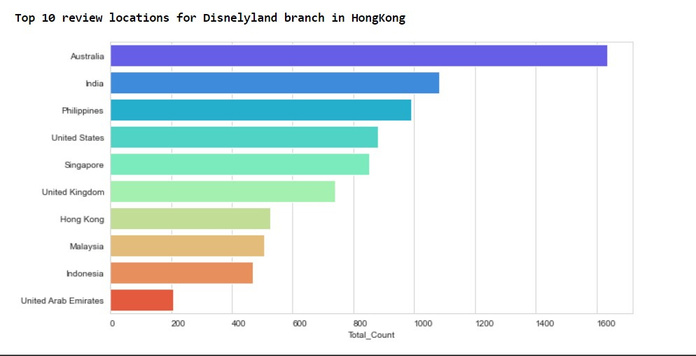 Top 10 review locations for Disnelyland branch in HongKong
Australia
India
Philippines
United States
Singapore
United Kingdom
Hong Kong
Malaysia
Indonesia
United Arab Emirates
0 200 400 600 800 1000 1200 1400 1600
Total_Count